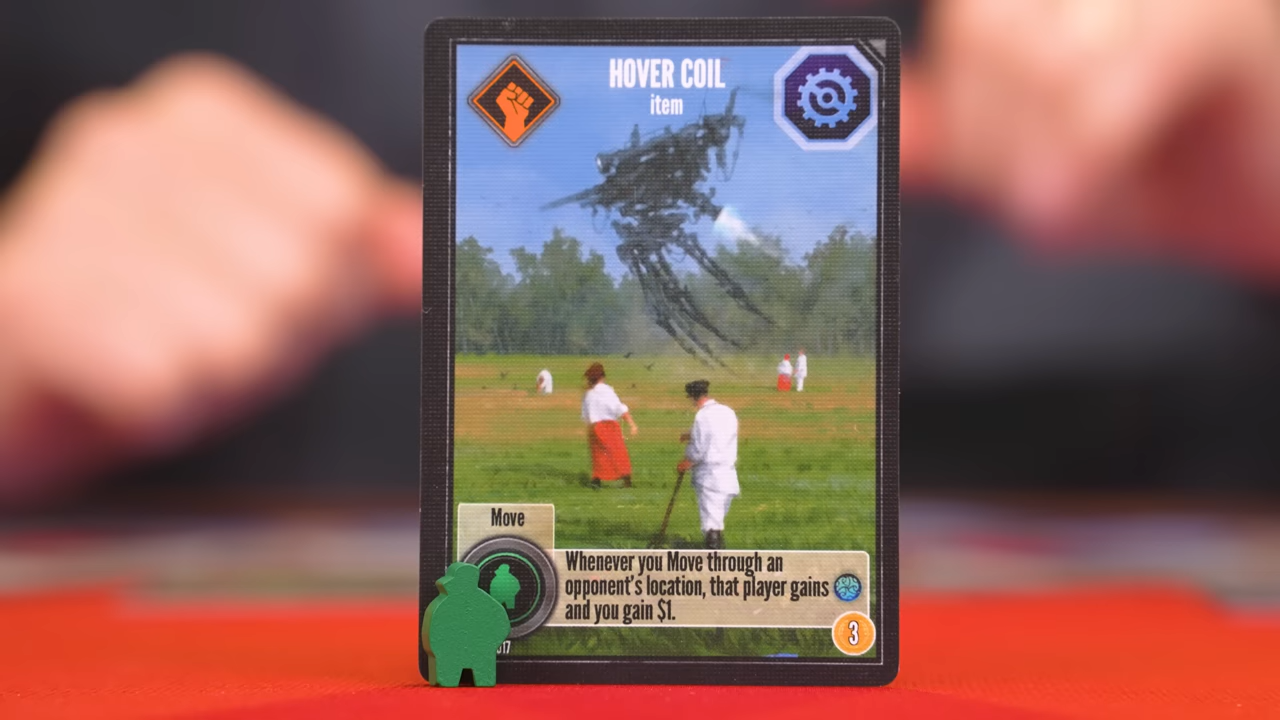 HOVER COIL
item
Move
Whenever you Move through an
opponent's location, that player gains
and you gain $1.
3